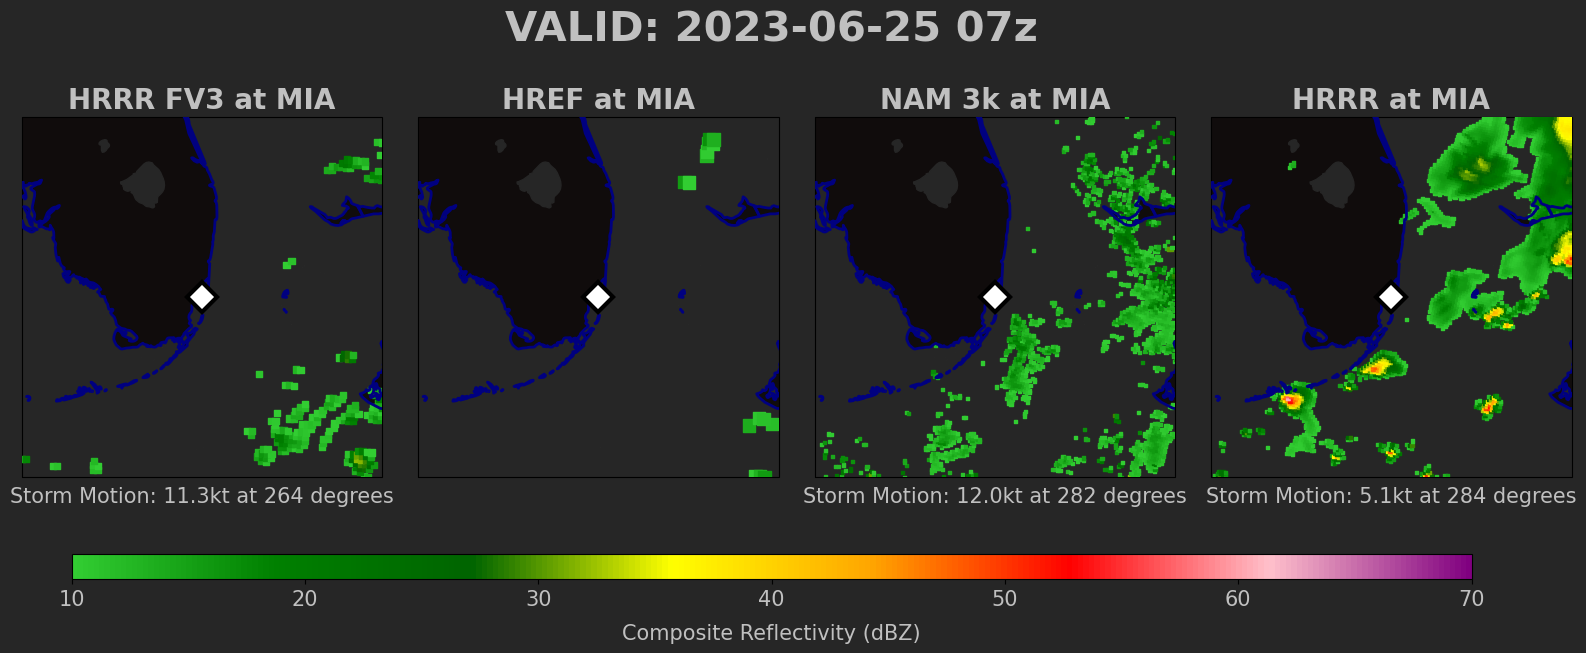 VALID: 2023-06-25 07z
HRRR FV3 at MIA
HREF at MIA
NAM 3k at MIA
HRRR at MIA
Storm Motion: 11.3kt at 264 degrees
Storm Motion: 12.0kt at 282 degrees
Storm Motion: 5.1kt at 284 degrees
10 20 30 40 50 60 70
Composite Reflectivity (dBZ)